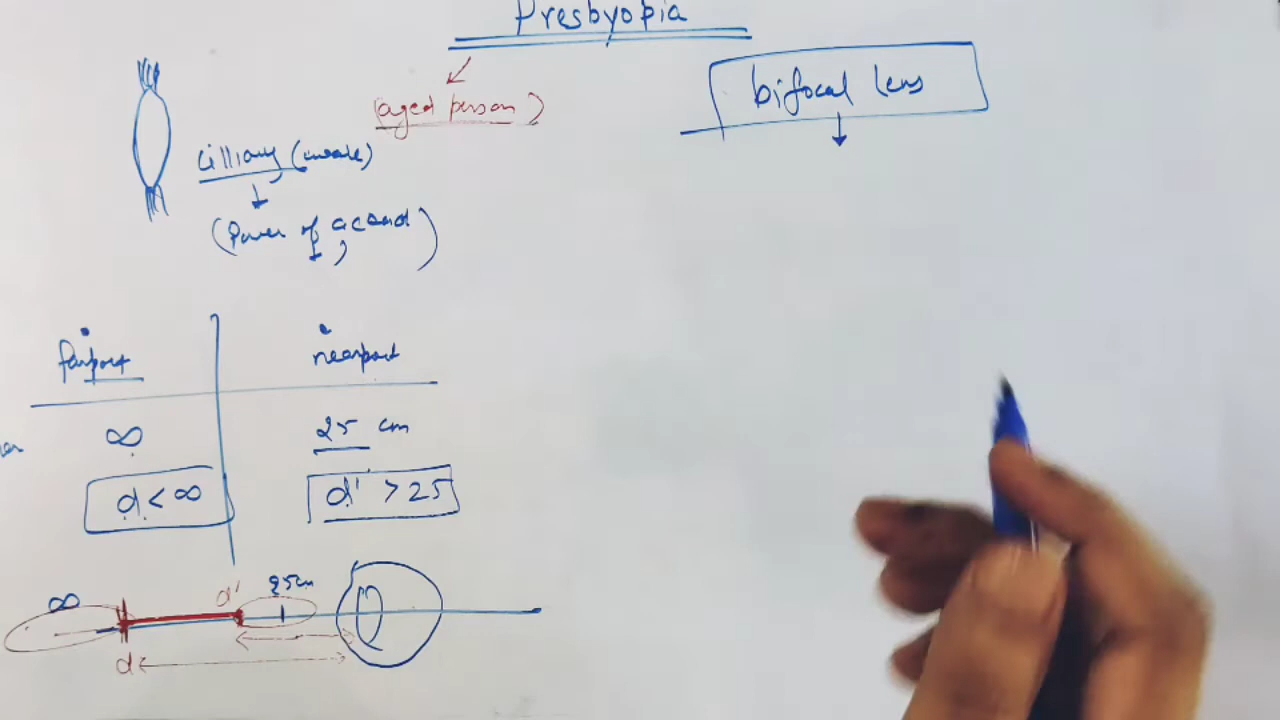 Presbyopia
(aged person)
bifocal lens
cilliary (weak)
(Power of accomd)
farpoint
nearpoint
∞
25 cm
d < ∞
d' > 25
∞
d'
25cm
d